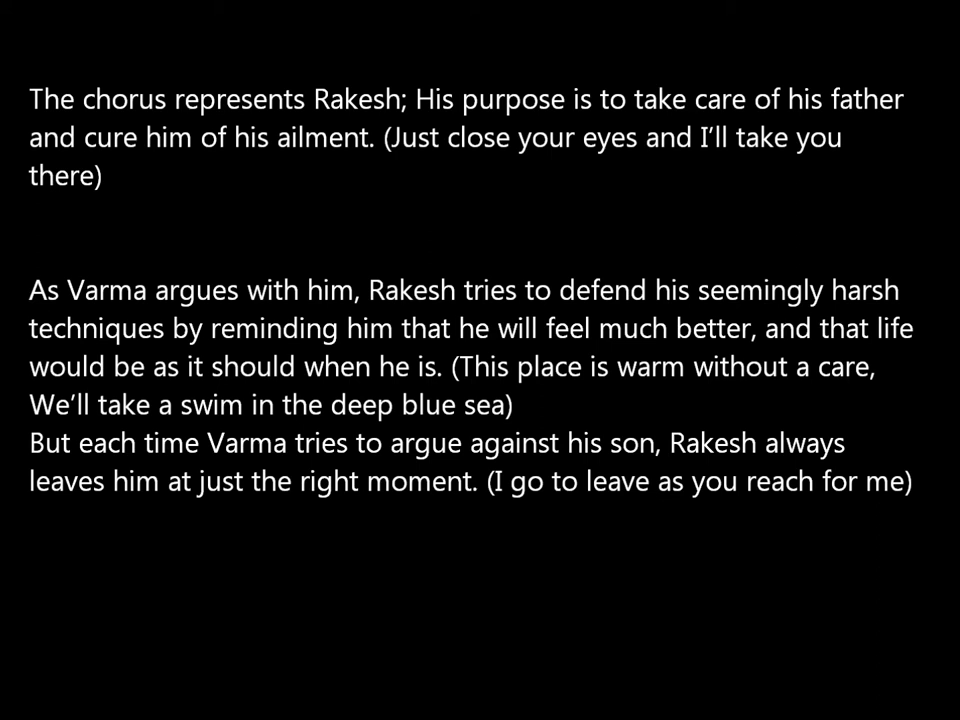 The chorus represents Rakesh; His purpose is to take care of his father
and cure him of his ailment. (Just close your eyes and I’ll take you
there)
As Varma argues with him, Rakesh tries to defend his seemingly harsh
techniques by reminding him that he will feel much better, and that life
would be as it should when he is. (This place is warm without a care,
We’ll take a swim in the deep blue sea)
But each time Varma tries to argue against his son, Rakesh always
leaves him at just the right moment. (I go to leave as you reach for me)